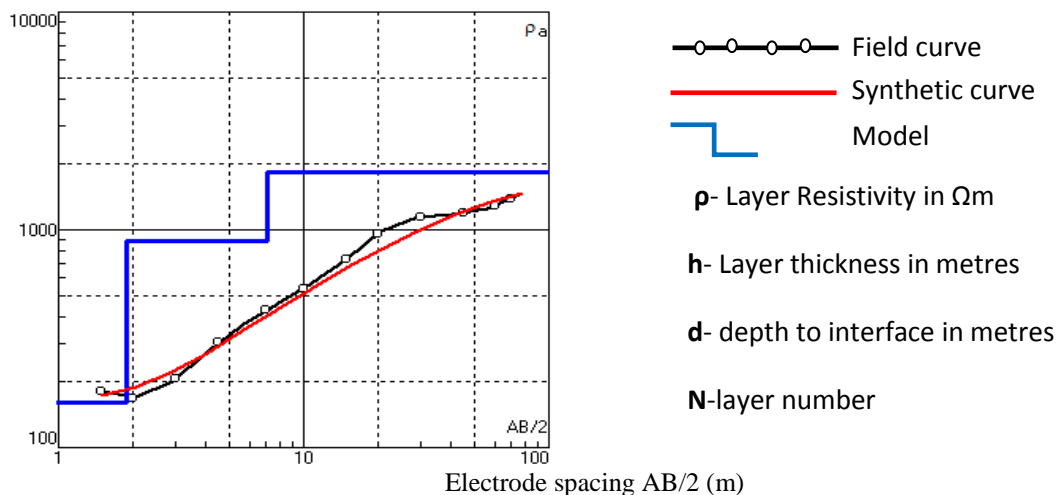 10000
ρa
1000
100
AB/2
1
10
100
Electrode spacing AB/2 (m)
Field curve
Synthetic curve
Model
ρ- Layer Resistivity in Ωm
h- Layer thickness in metres
d- depth to interface in metres
N-layer number